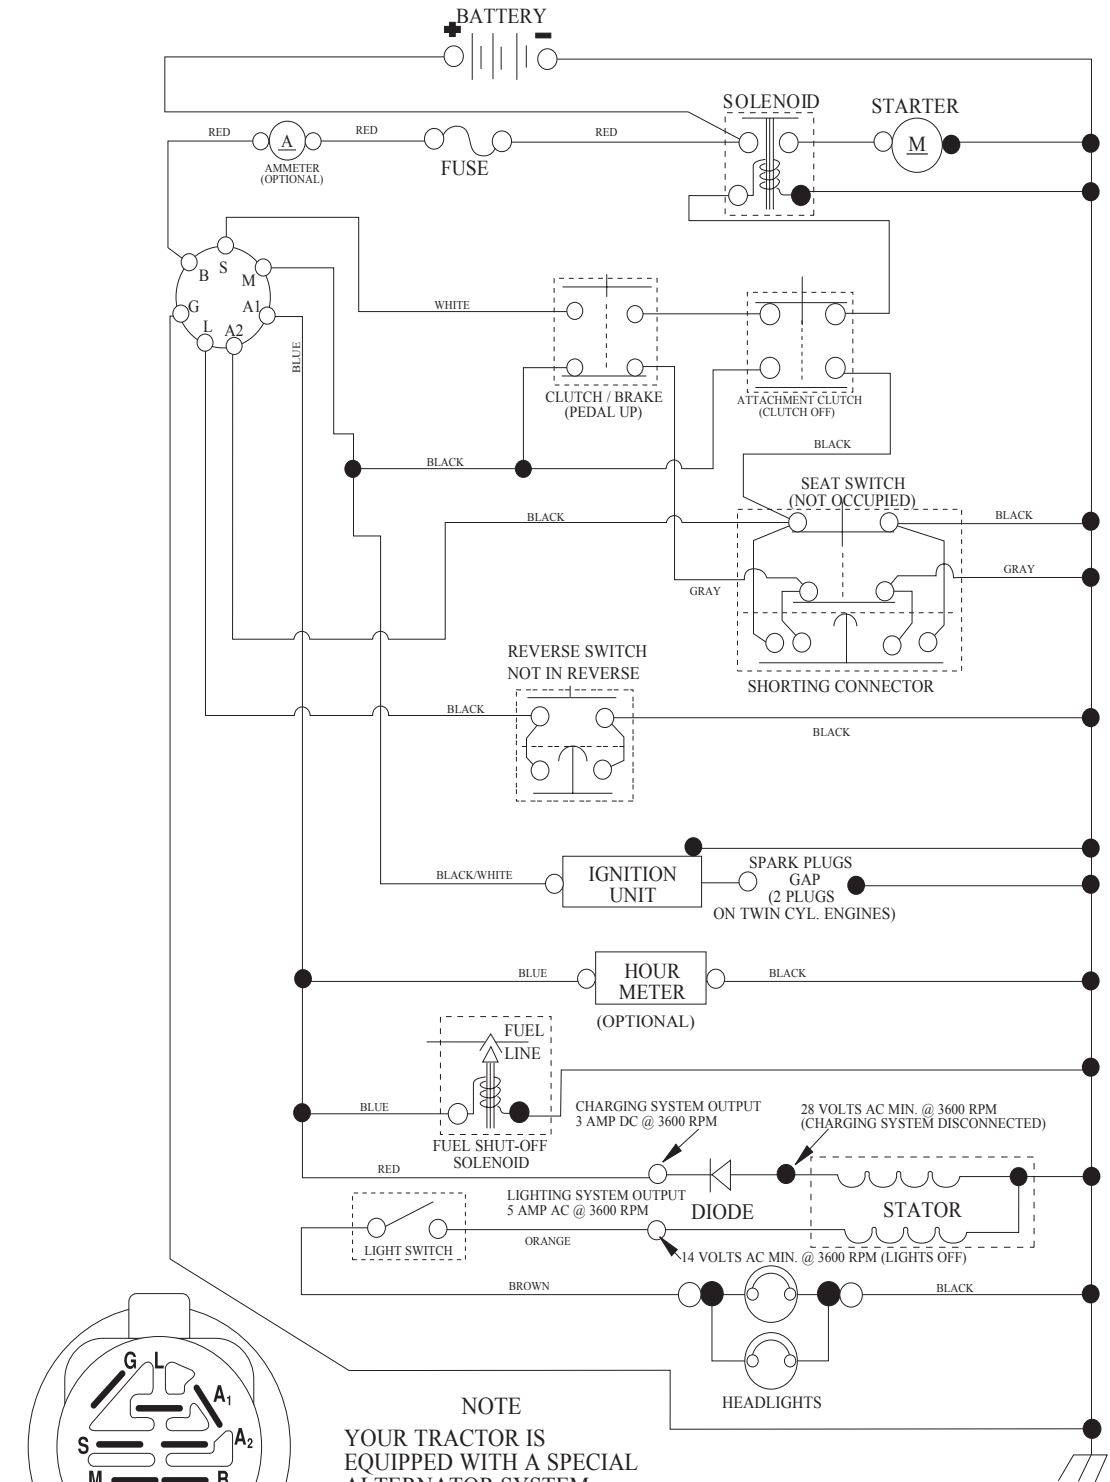 BATTERY
SOLENOID
STARTER
RED
RED
RED
A
M
AMMETER
(OPTIONAL)
FUSE
B
S
M
G
A1
L
A2
BLUE
WHITE
CLUTCH / BRAKE
(PEDAL UP)
ATTACHMENT CLUTCH
(CLUTCH OFF)
BLACK
BLACK
SEAT SWITCH
(NOT OCCUPIED)
BLACK
BLACK
GRAY
GRAY
REVERSE SWITCH
NOT IN REVERSE
SHORTING CONNECTOR
BLACK
BLACK
BLACK/WHITE
IGNITION
UNIT
SPARK PLUGS
GAP
(2 PLUGS
ON TWIN CYL. ENGINES)
BLUE
HOUR
METER
BLACK
(OPTIONAL)
FUEL
LINE
BLUE
FUEL SHUT-OFF
SOLENOID
CHARGING SYSTEM OUTPUT
3 AMP DC @ 3600 RPM
28 VOLTS AC MIN. @ 3600 RPM
(CHARGING SYSTEM DISCONNECTED)
RED
LIGHTING SYSTEM OUTPUT
5 AMP AC @ 3600 RPM
DIODE
STATOR
LIGHT SWITCH
ORANGE
14 VOLTS AC MIN. @ 3600 RPM (LIGHTS OFF)
BROWN
BLACK
HEADLIGHTS
G L
A1
S
A2
M
B
NOTE
YOUR TRACTOR IS
EQUIPPED WITH A SPECIAL
ALTERNATOR SYSTEM